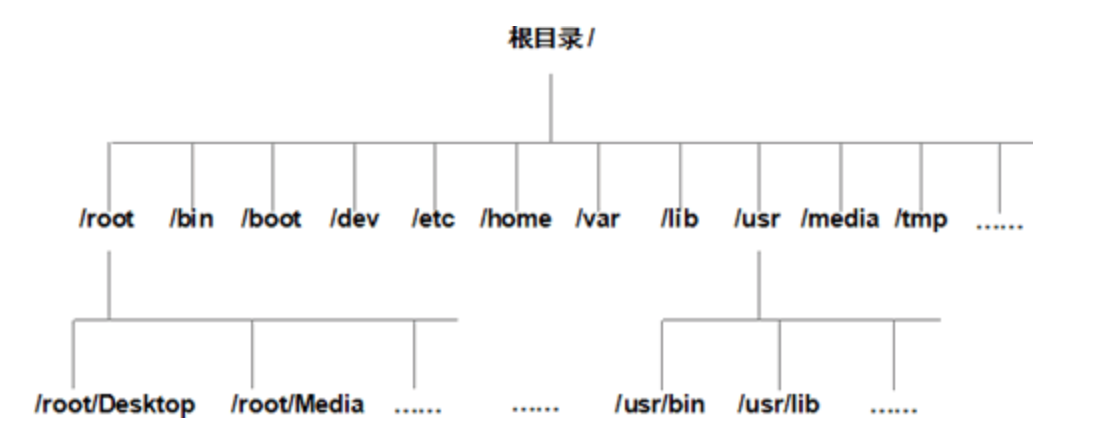 根目录 /
/root /bin /boot /dev /etc /home /var /lib /usr /media /tmp ……
/root/Desktop /root/Media …… …… /usr/bin /usr/lib ……